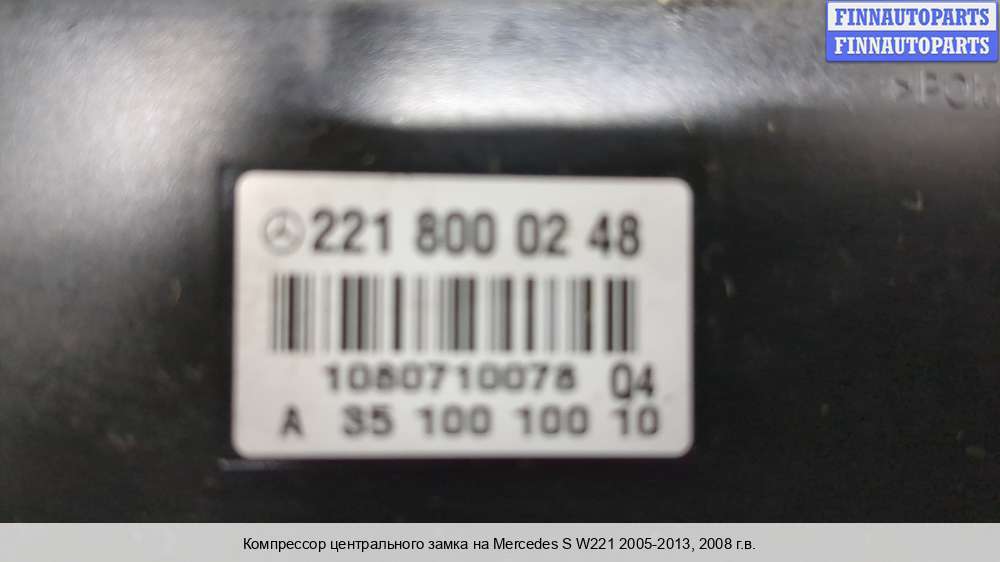 FINNAUTOPARTS
FINNAUTOPARTS
221 800 02 48
1080710078 Q4
A 35 100 100 10
Компрессор центрального замка на Mercedes S W221 2005-2013, 2008 г.в.